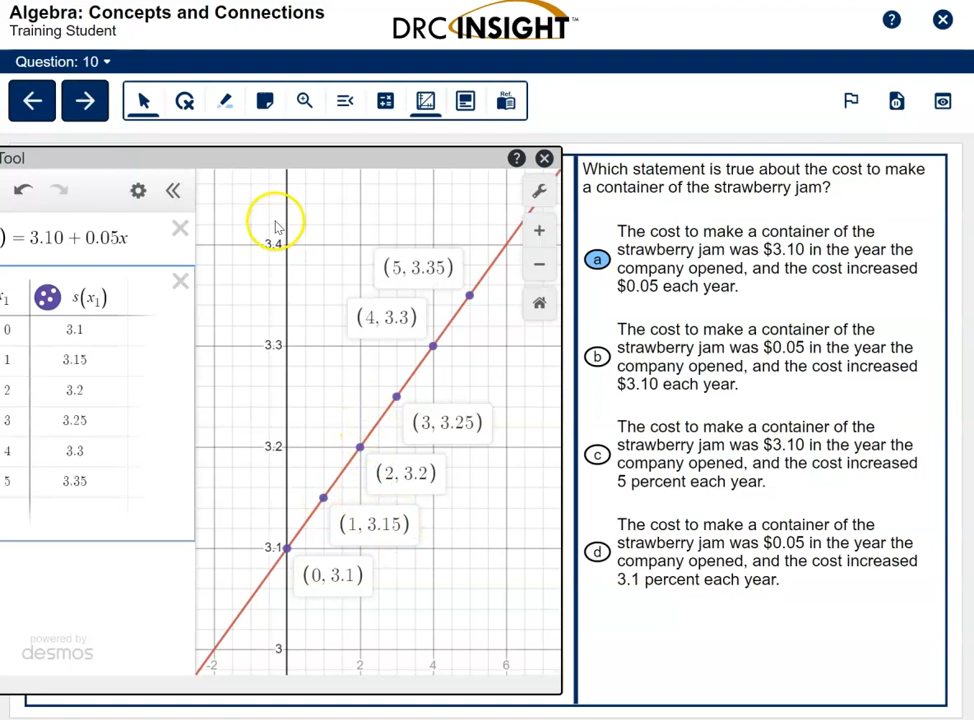 Algebra: Concepts and Connections
Training Student
DRC INSIGHT™
Question: 10
Ref.
Tool
) = 3.10 + 0.05x
x₁ s(x₁)
0 3.1
1 3.15
2 3.2
3 3.25
4 3.3
5 3.35
powered by
desmos
3.4
(5, 3.35)
(4, 3.3)
3.3
(3, 3.25)
3.2
(2, 3.2)
(1, 3.15)
3.1
(0, 3.1)
3
-2 2 4 6
Which statement is true about the cost to make
a container of the strawberry jam?
a
The cost to make a container of the
strawberry jam was $3.10 in the year the
company opened, and the cost increased
$0.05 each year.
b
The cost to make a container of the
strawberry jam was $0.05 in the year the
company opened, and the cost increased
$3.10 each year.
c
The cost to make a container of the
strawberry jam was $3.10 in the year the
company opened, and the cost increased
5 percent each year.
d
The cost to make a container of the
strawberry jam was $0.05 in the year the
company opened, and the cost increased
3.1 percent each year.